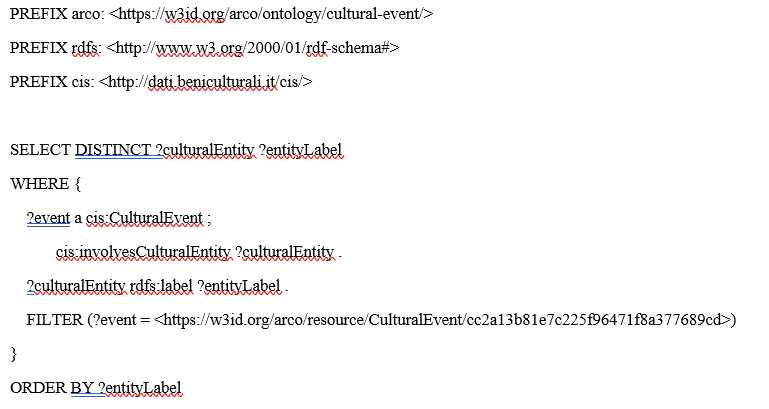 PREFIX arco: <https://w3id.org/arco/ontology/cultural-event/>
PREFIX rdfs: <http://www.w3.org/2000/01/rdf-schema#>
PREFIX cis: <http://dati.beniculturali.it/cis/>
SELECT DISTINCT ?culturalEntity ?entityLabel
WHERE {
?event a cis:CulturalEvent ;
cis:involvesCulturalEntity ?culturalEntity .
?culturalEntity rdfs:label ?entityLabel .
FILTER (?event = <https://w3id.org/arco/resource/CulturalEvent/cc2a13b81e7c225f96471f8a377689cd>)
}
ORDER BY ?entityLabel